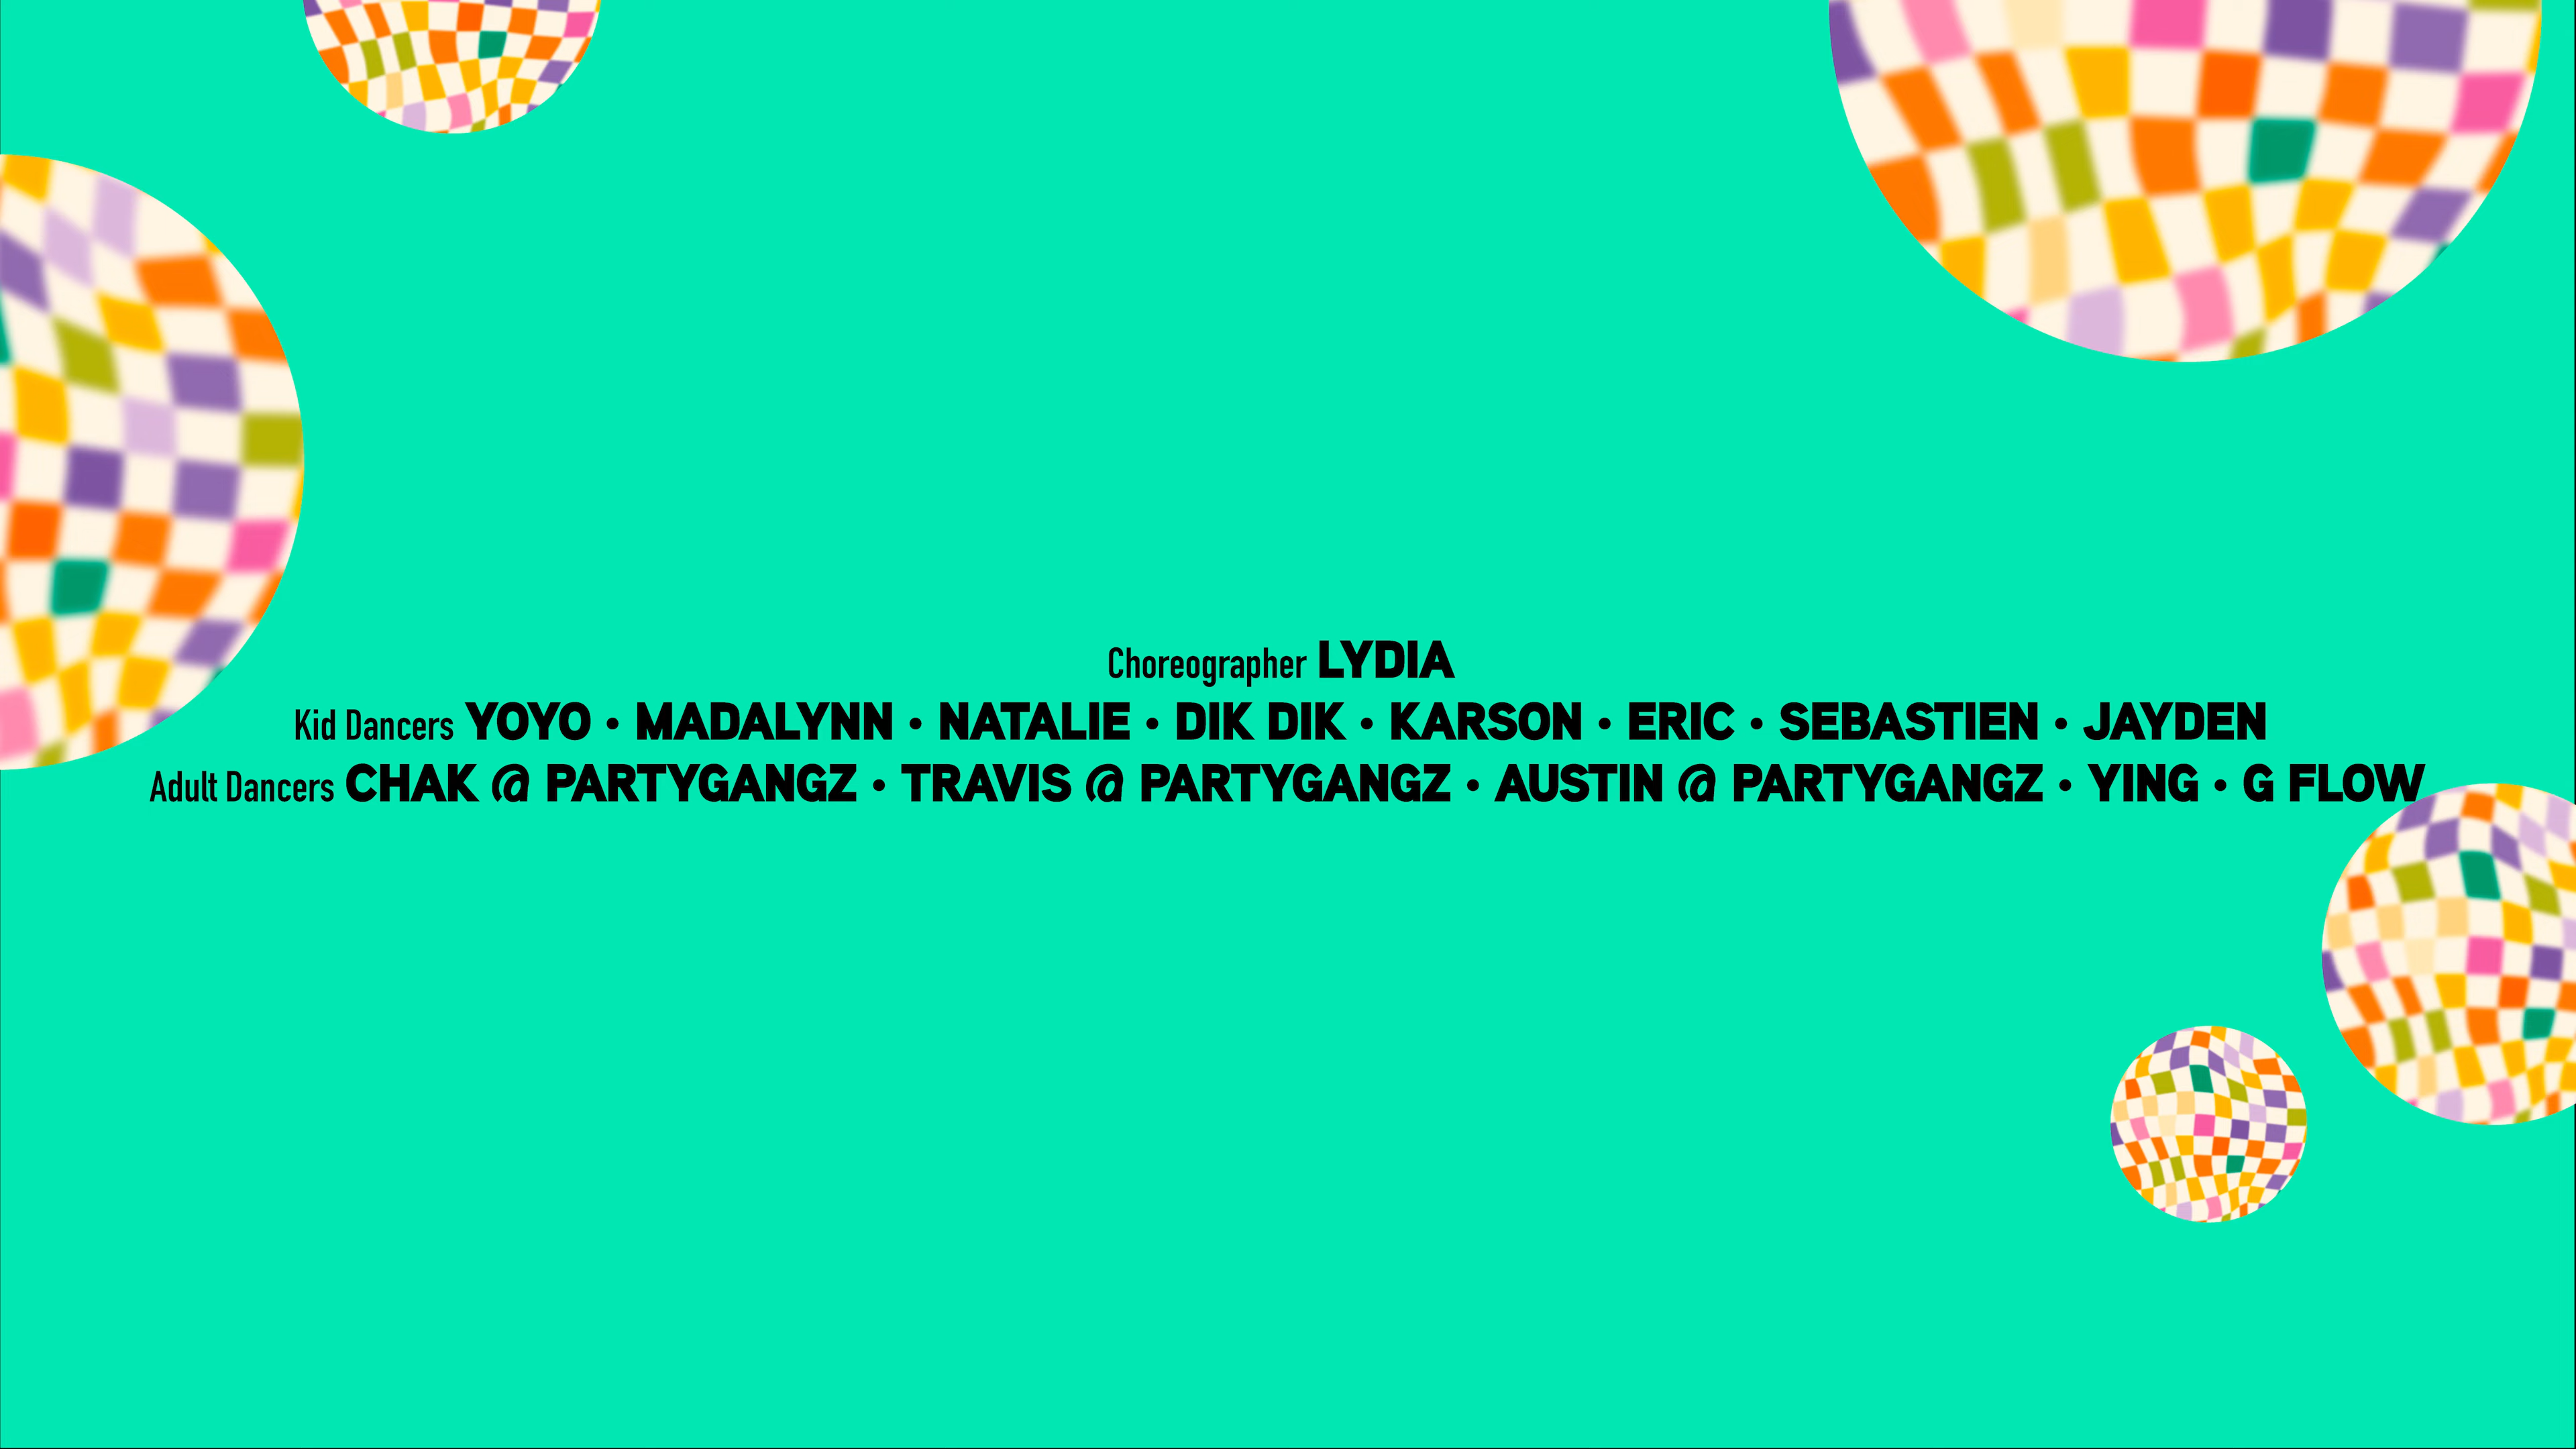 Choreographer LYDIA
Kid Dancers YOYO • MADALYNN • NATALIE • DIK DIK • KARSON • ERIC • SEBASTIEN • JAYDEN
Adult Dancers CHAK @ PARTYGANGZ • TRAVIS @ PARTYGANGZ • AUSTIN @ PARTYGANGZ • YING • G FLOW